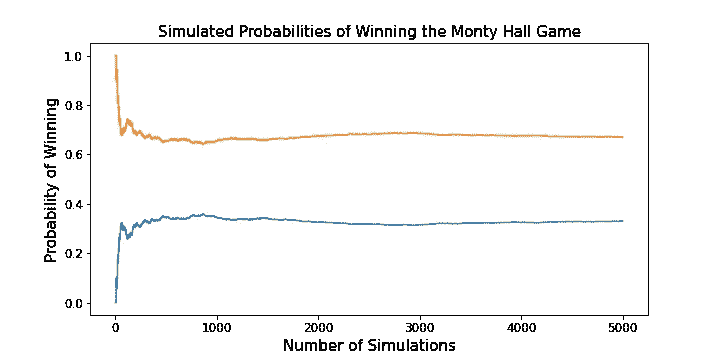 Simulated Probabilities of Winning the Monty Hall Game
1.0
0.8
0.6
0.4
0.2
0.0
Probability of Winning
0 1000 2000 3000 4000 5000
Number of Simulations